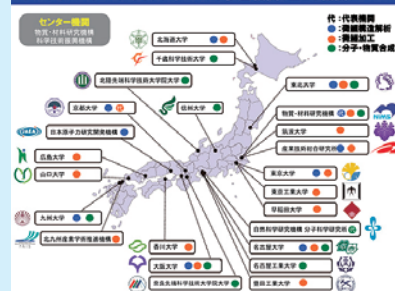 センター機関
物質・材料研究機構
科学技術振興機構
代：代表機関
微細構造解析
微細加工
分子・物質合成
北海道大学
千歳科学技術大学
北陸先端科学技術大学院大学
東北大学
京都大学 代
信州大学
物質・材料研究機構 代
NIMS
筑波大学
日本原子力研究開発機構
産業技術総合研究所
広島大学
東京大学
山口大学
東京工業大学
早稲田大学
九州大学
自然科学研究機構 分子科学研究所 代
北九州産業学術推進機構
香川大学
名古屋大学
大阪大学
名古屋工業大学
奈良先端科学技術大学院大学
豊田工業大学